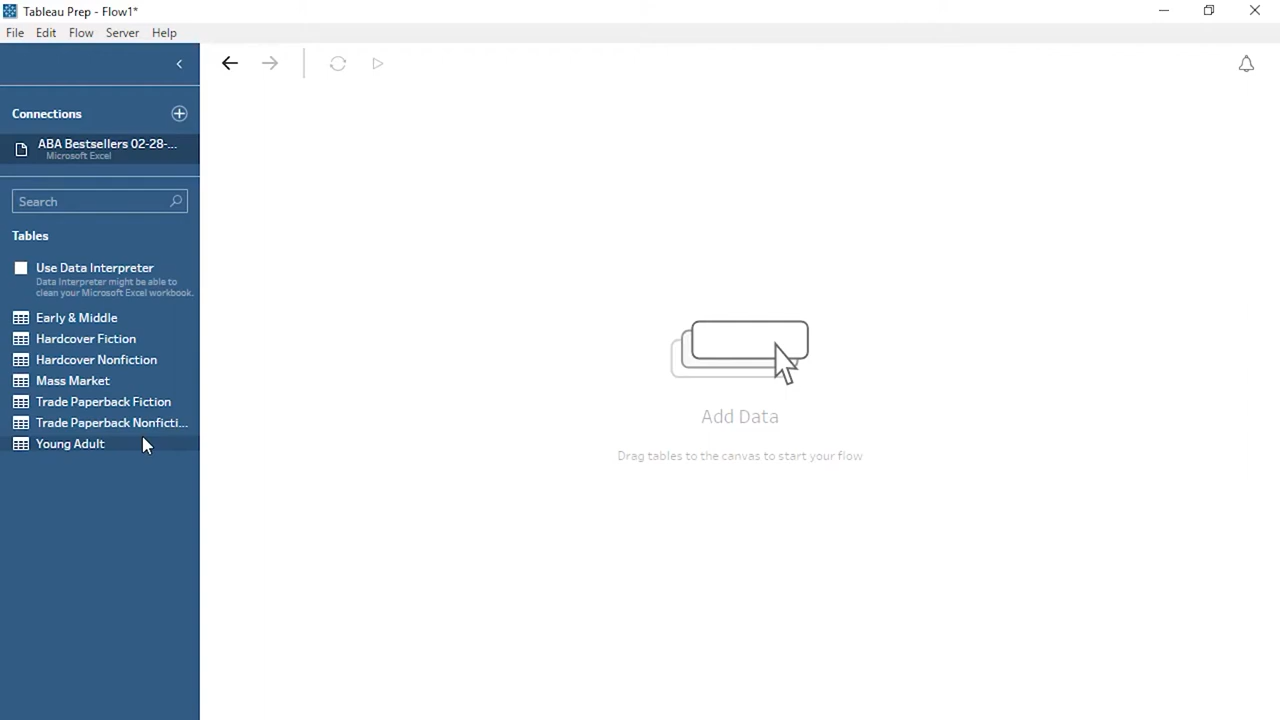 Tableau Prep - Flow1*
File Edit Flow Server Help
Connections
ABA Bestsellers 02-28-...
Microsoft Excel
Search
Tables
Use Data Interpreter
Data Interpreter might be able to
clean your Microsoft Excel workbook.
Early & Middle
Hardcover Fiction
Hardcover Nonfiction
Mass Market
Trade Paperback Fiction
Trade Paperback Nonficti...
Young Adult
Add Data
Drag tables to the canvas to start your flow